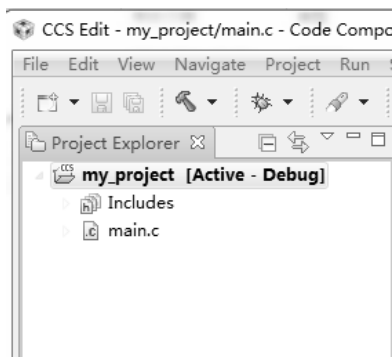 CCS Edit - my_project/main.c - Code Compo
File Edit View Navigate Project Run
Project Explorer
CCS my_project [Active - Debug]
h Includes
.c main.c